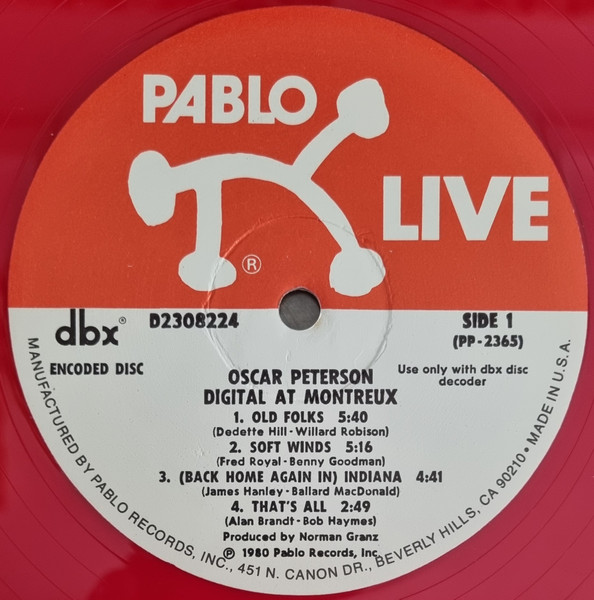 PABLO
LIVE
®
dbx® D2308224 SIDE 1
(PP-2365)
ENCODED DISC
Use only with dbx disc
decoder
OSCAR PETERSON
DIGITAL AT MONTREUX
1. OLD FOLKS 5:40
(Dedette Hill-Willard Robison)
2. SOFT WINDS 5:16
(Fred Royal-Benny Goodman)
3. (BACK HOME AGAIN IN) INDIANA 4:41
(James Hanley-Ballard MacDonald)
4. THAT'S ALL 2:49
(Alan Brandt-Bob Haymes)
Produced by Norman Granz
℗ 1980 Pablo Records, Inc.
MANUFACTURED BY PABLO RECORDS, INC., 451 N. CANON DR., BEVERLY HILLS, CA 90210 • MADE IN U.S.A.